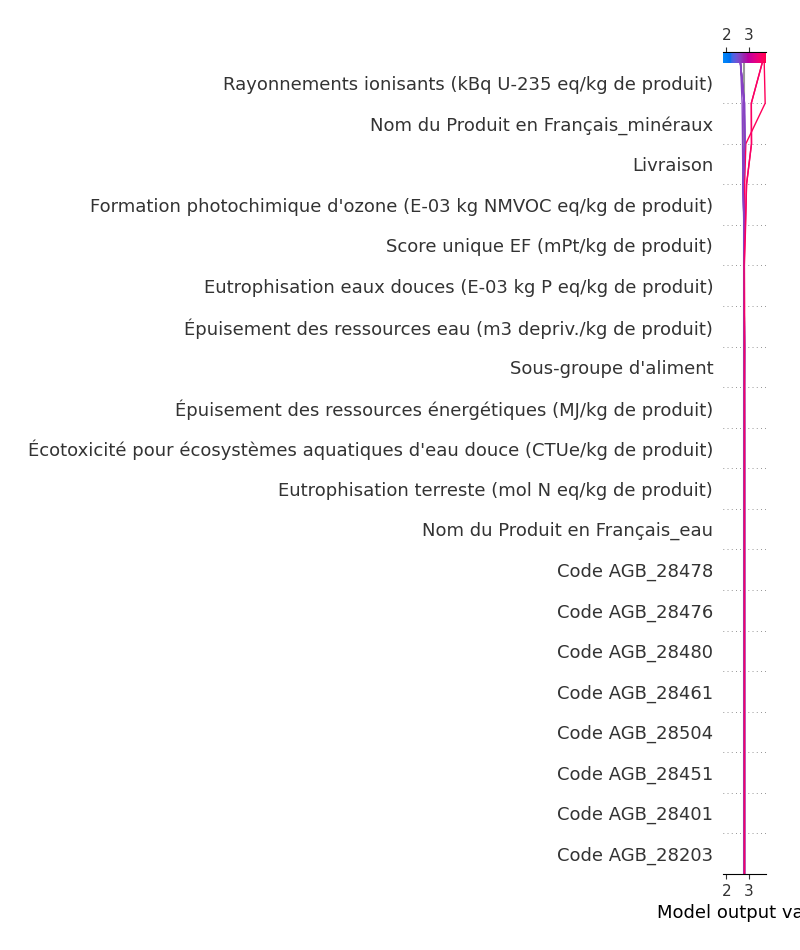 2 3
Rayonnements ionisants (kBq U-235 eq/kg de produit)
Nom du Produit en Français_minéraux
Livraison
Formation photochimique d'ozone (E-03 kg NMVOC eq/kg de produit)
Score unique EF (mPt/kg de produit)
Eutrophisation eaux douces (E-03 kg P eq/kg de produit)
Épuisement des ressources eau (m3 depriv./kg de produit)
Sous-groupe d'aliment
Épuisement des ressources énergétiques (MJ/kg de produit)
Écotoxicité pour écosystèmes aquatiques d'eau douce (CTUe/kg de produit)
Eutrophisation terreste (mol N eq/kg de produit)
Nom du Produit en Français_eau
Code AGB_28478
Code AGB_28476
Code AGB_28480
Code AGB_28461
Code AGB_28504
Code AGB_28451
Code AGB_28401
Code AGB_28203
2 3
Model output va